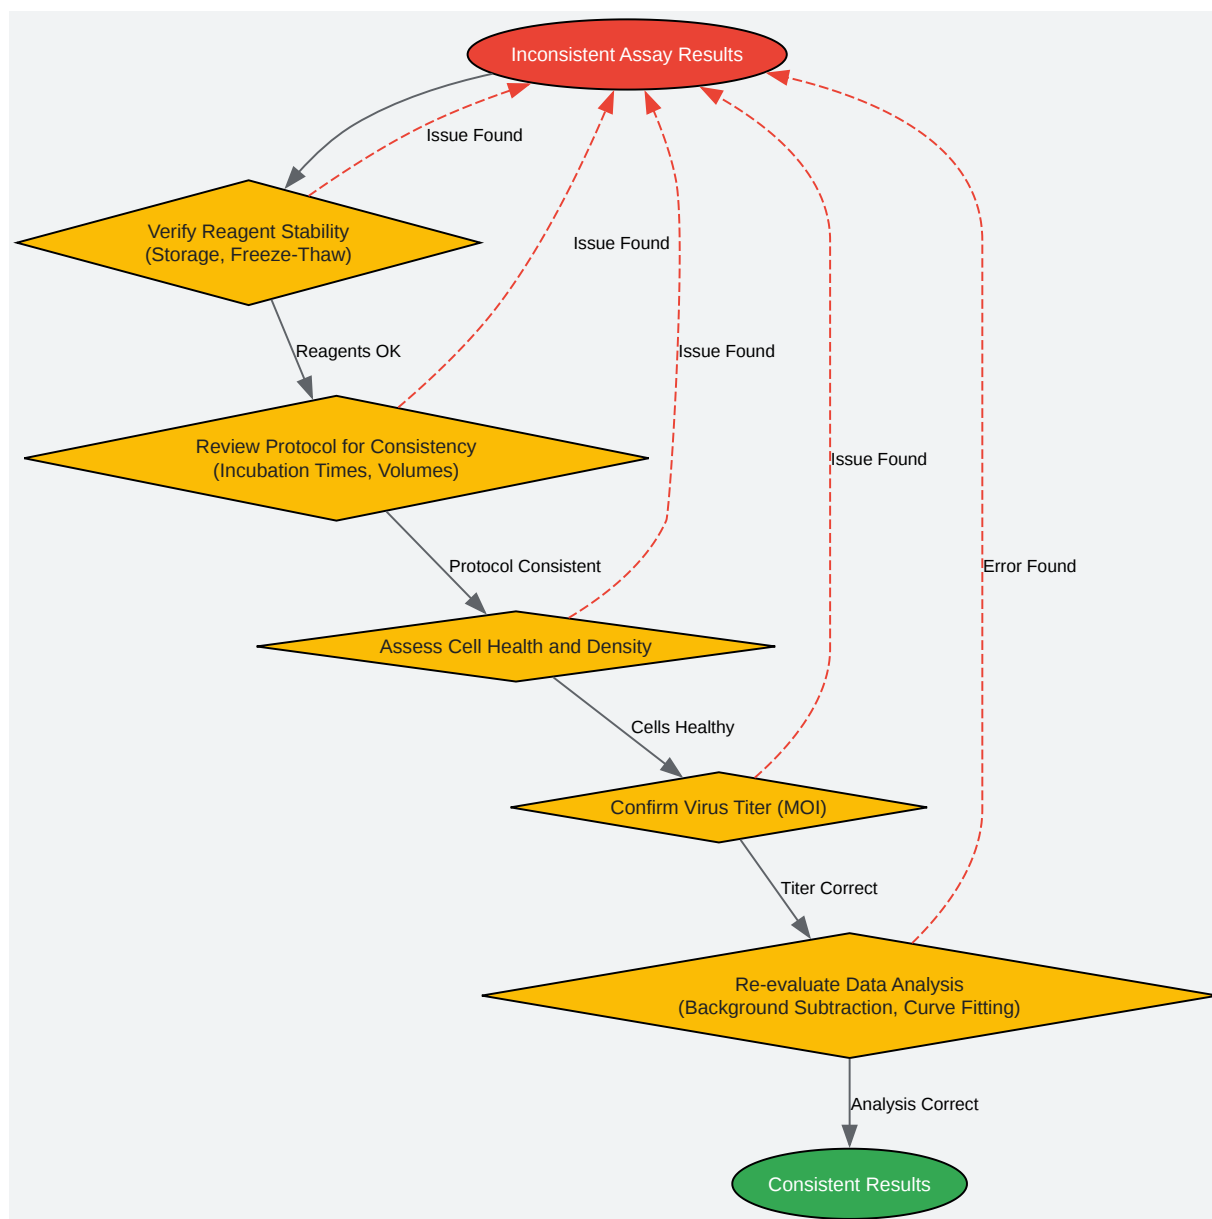 Inconsistent Assay Results
Issue Found
Verify Reagent Stability
(Storage, Freeze-Thaw)
Issue Found
Reagents OK
Issue Found
Review Protocol for Consistency
(Incubation Times, Volumes)
Issue Found
Protocol Consistent
Error Found
Assess Cell Health and Density
Cells Healthy
Confirm Virus Titer (MOI)
Titer Correct
Re-evaluate Data Analysis
(Background Subtraction, Curve Fitting)
Analysis Correct
Consistent Results